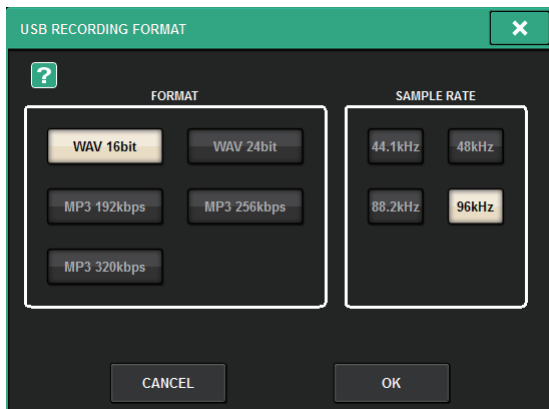 USB RECORDING FORMAT
?
FORMAT
SAMPLE RATE
WAV 16bit
WAV 24bit
44.1kHz
48kHz
MP3 192kbps
MP3 256kbps
88.2kHz
96kHz
MP3 320kbps
CANCEL
OK